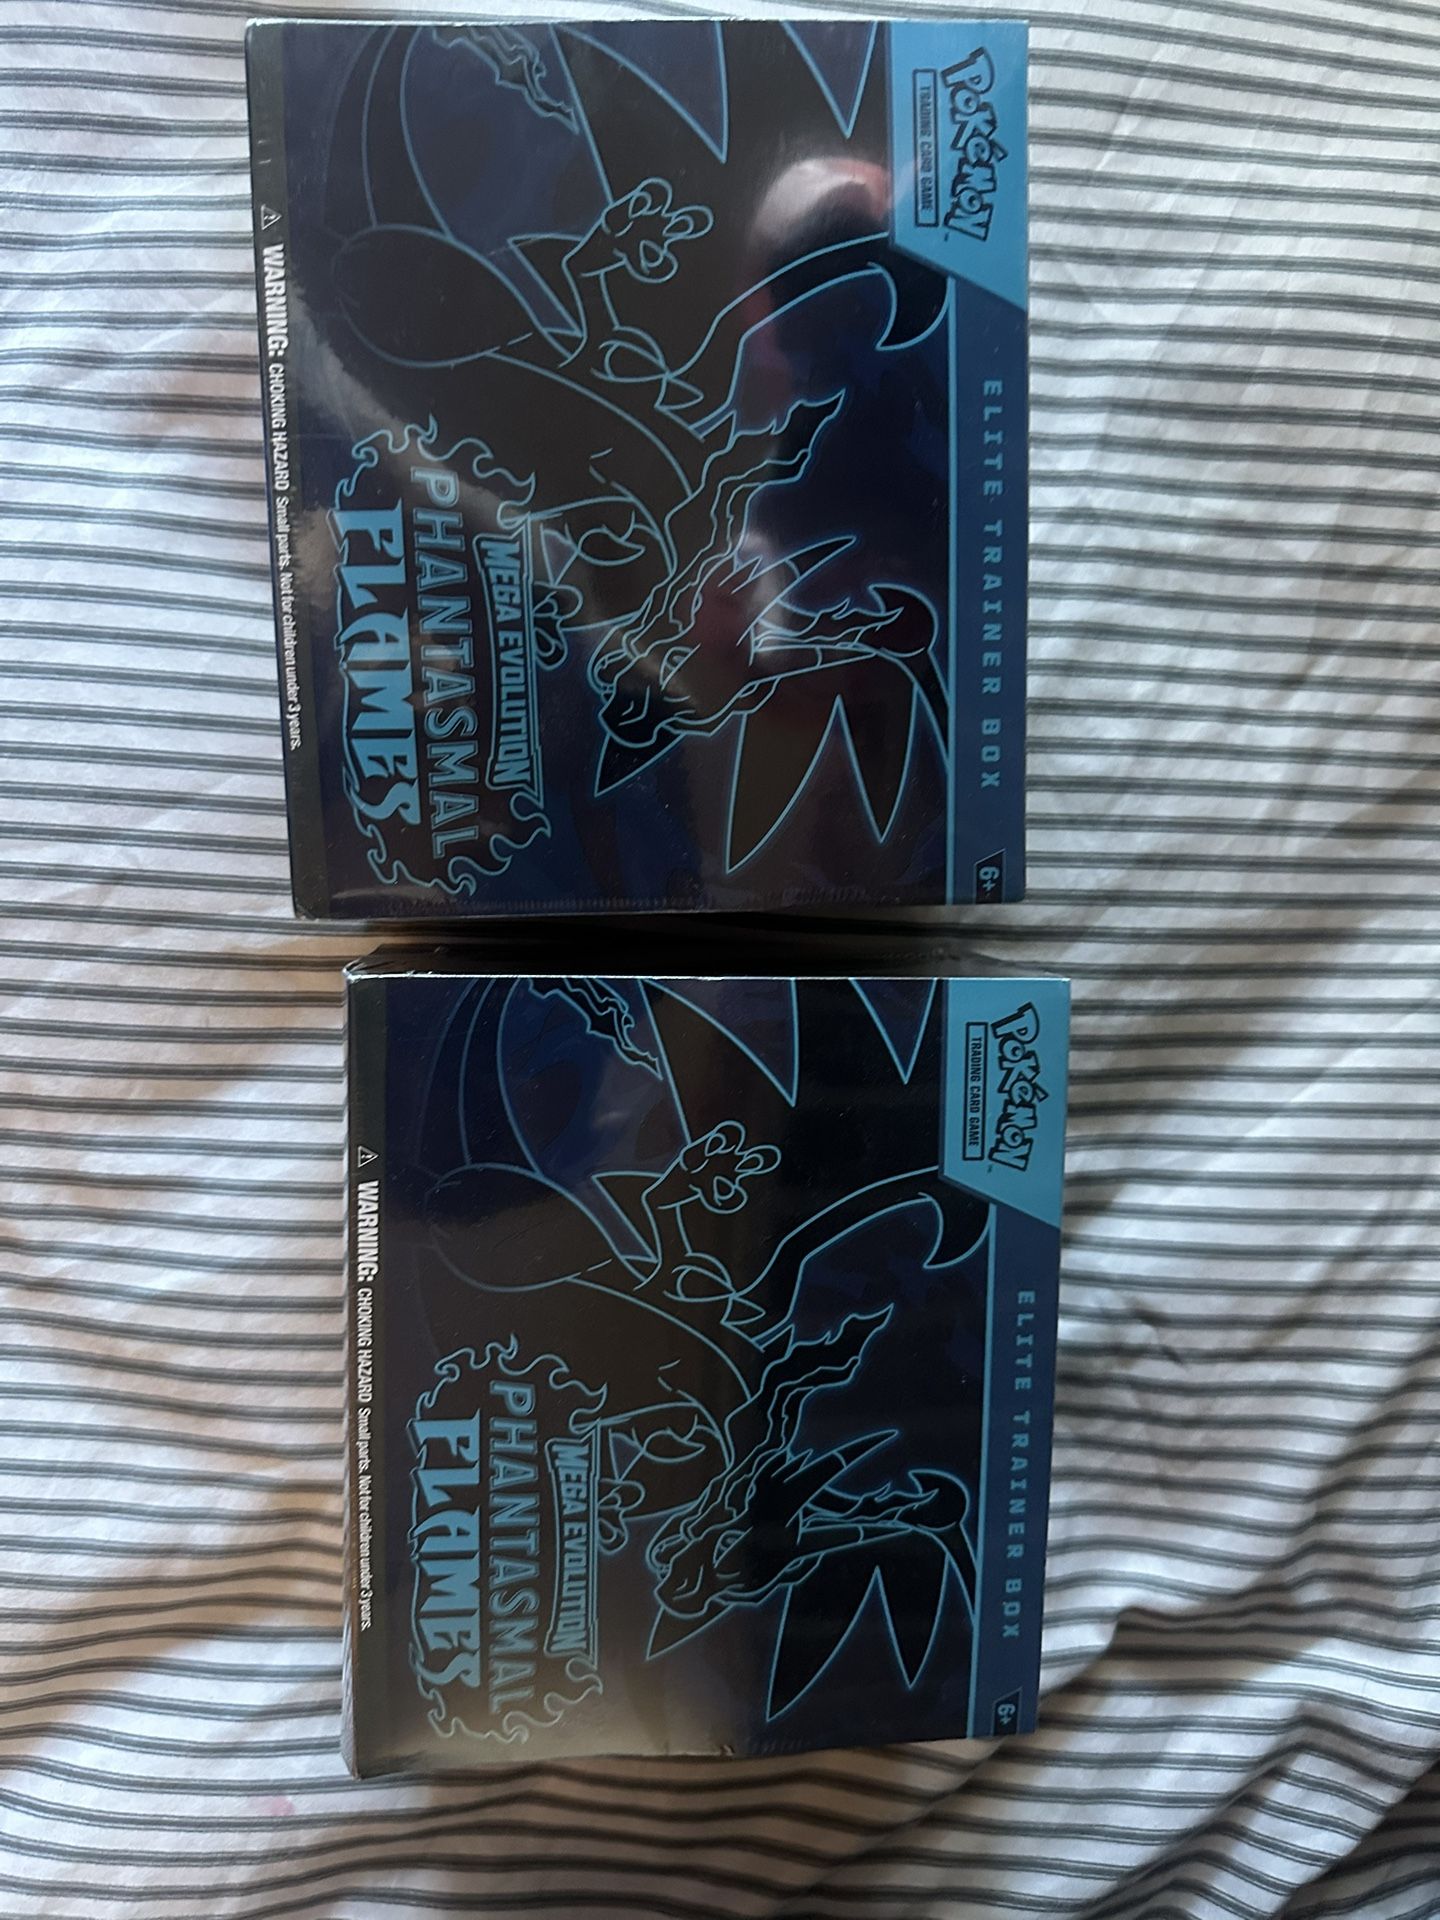 POKéMON™
TRADING CARD GAME
ELITE TRAINER BOX
MEGA EVOLUTION
PHANTASMAL
FLAMES
6+
WARNING: CHOKING HAZARD Small parts. Not for children under 3 years.
POKéMON™
TRADING CARD GAME
ELITE TRAINER BOX
MEGA EVOLUTION
PHANTASMAL
FLAMES
6+
WARNING: CHOKING HAZARD Small parts. Not for children under 3 years.